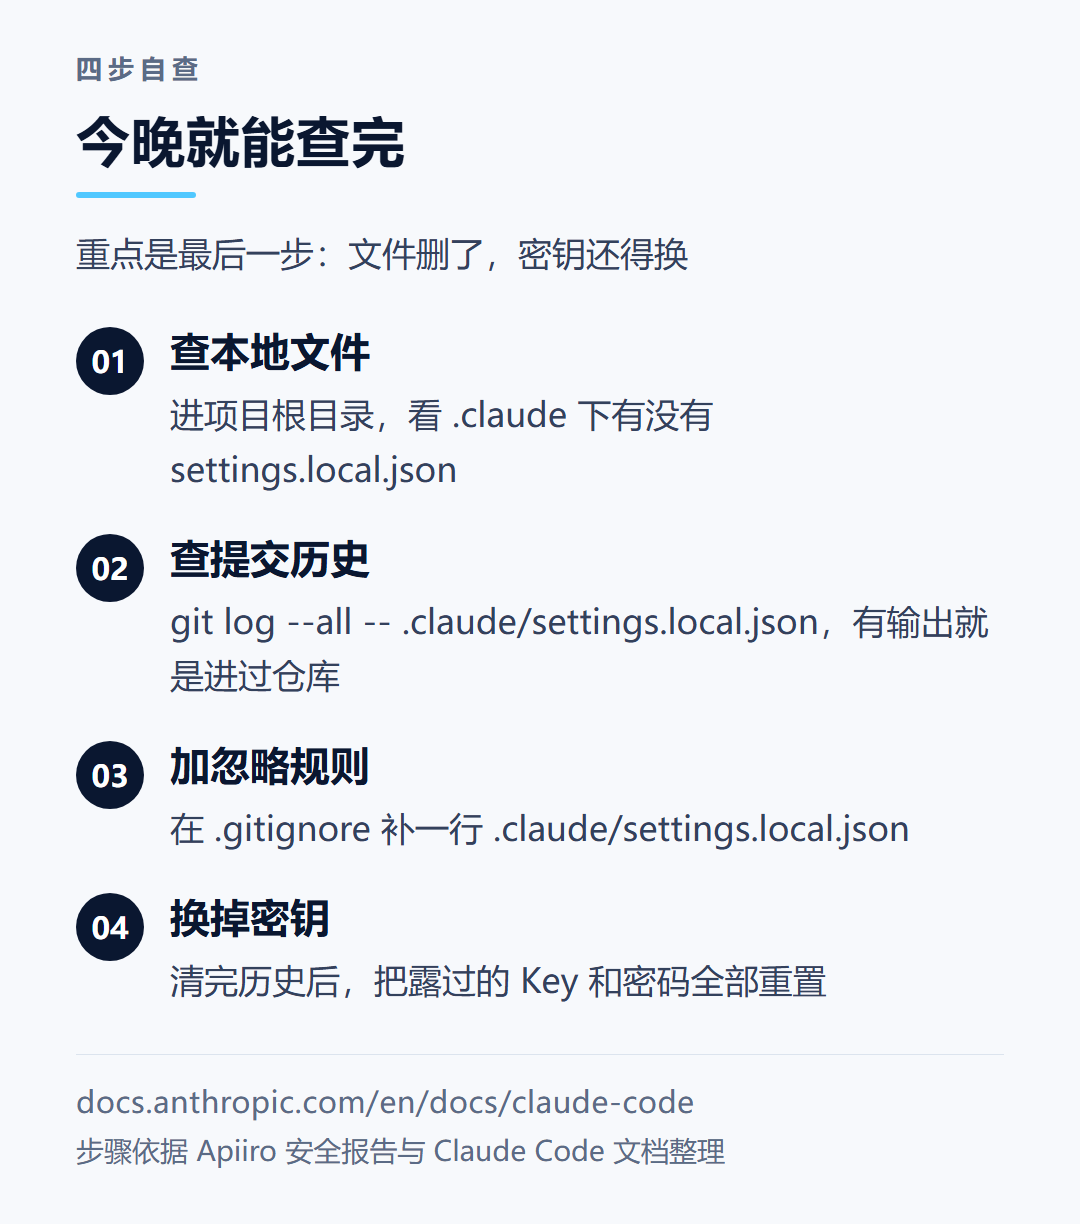 四步自查
今晚就能查完
重点是最后一步：文件删了，密钥还得换
01
查本地文件
进项目根目录，看 .claude 下有没有
settings.local.json
02
查提交历史
git log --all -- .claude/settings.local.json，有输出就
是进过仓库
03
加忽略规则
在 .gitignore 补一行 .claude/settings.local.json
04
换掉密钥
清完历史后，把露过的 Key 和密码全部重置
docs.anthropic.com/en/docs/claude-code
步骤依据 Apiiro 安全报告与 Claude Code 文档整理